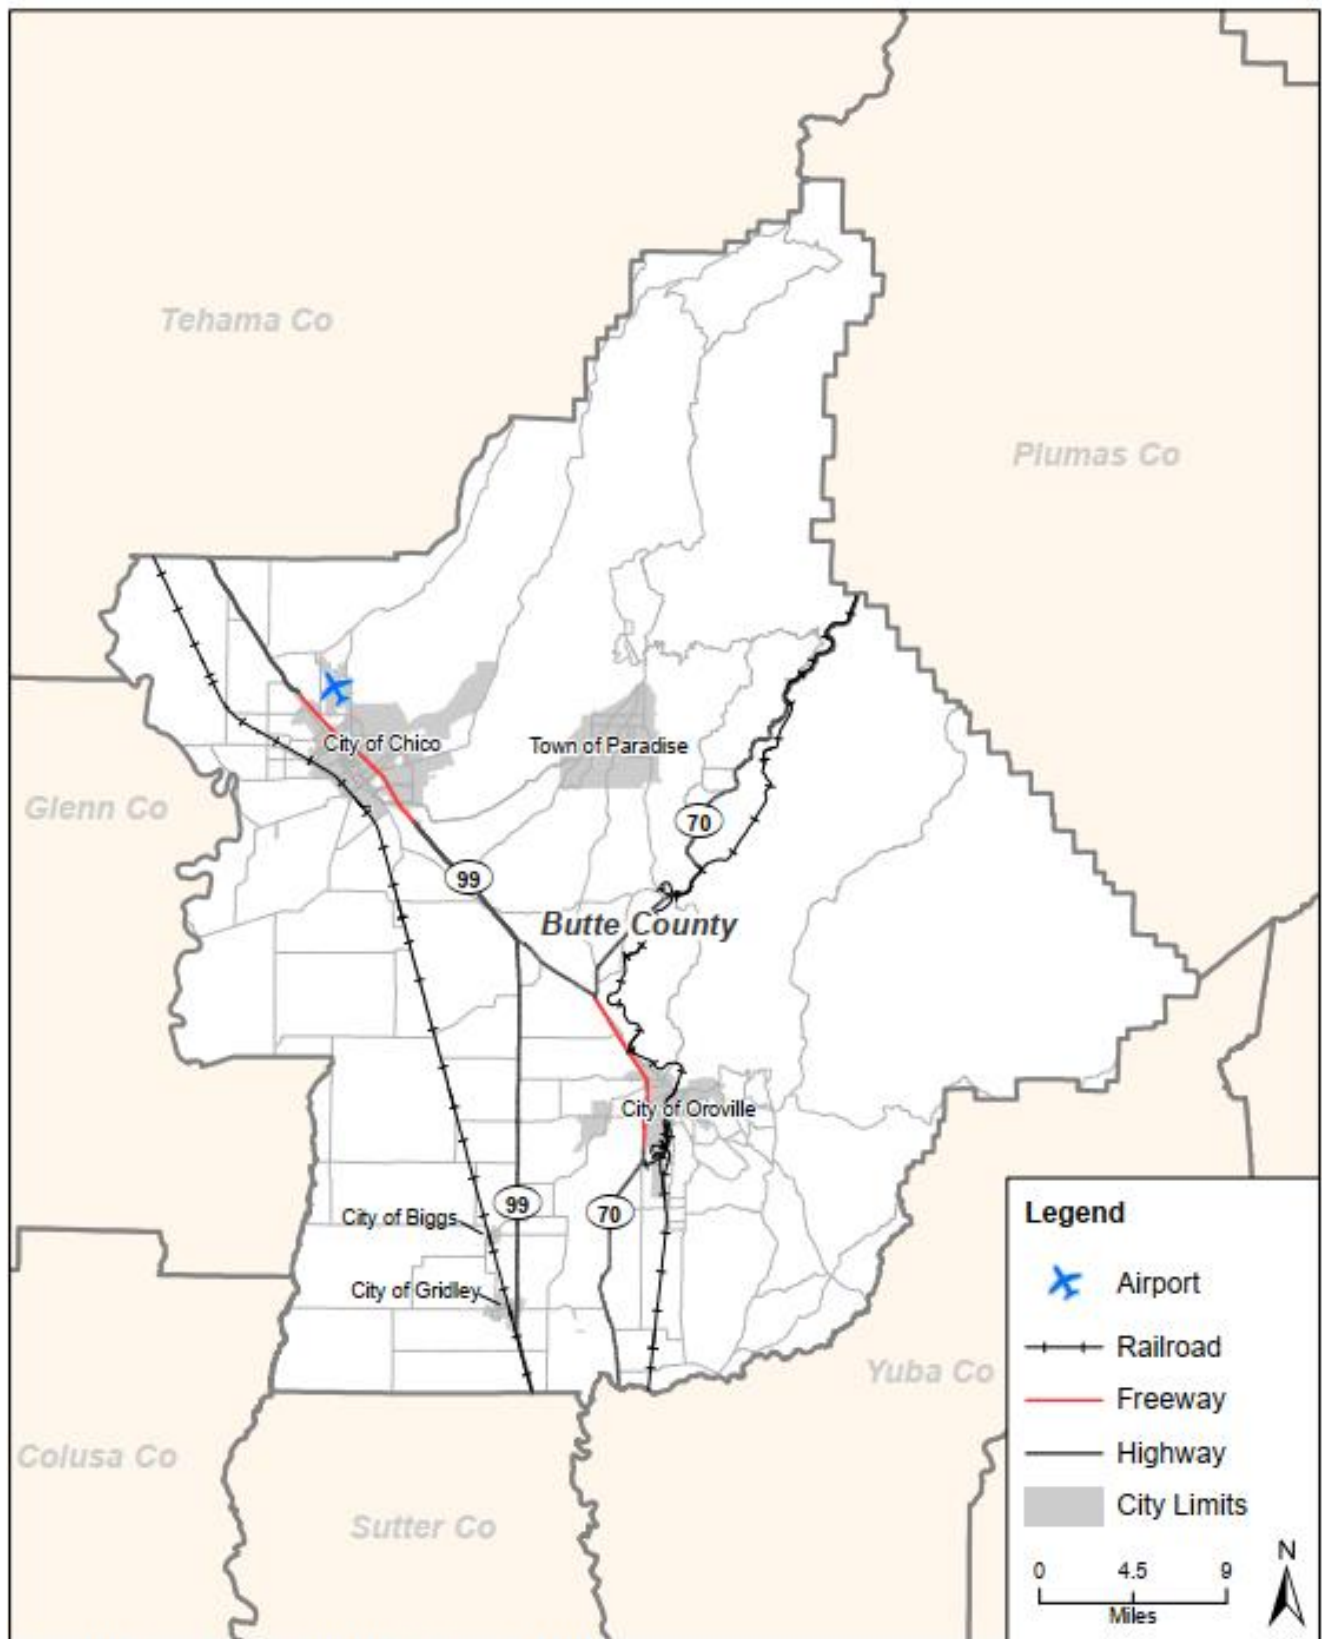 Tehama Co
Plumas Co
City of Chico
Town of Paradise
Glenn Co
70
99
Butte County
City of Oroville
99
70
City of Biggs
City of Gridley
Yuba Co
Colusa Co
Sutter Co
Legend
Airport
Railroad
Freeway
Highway
City Limits
N
0 4.5 9
Miles